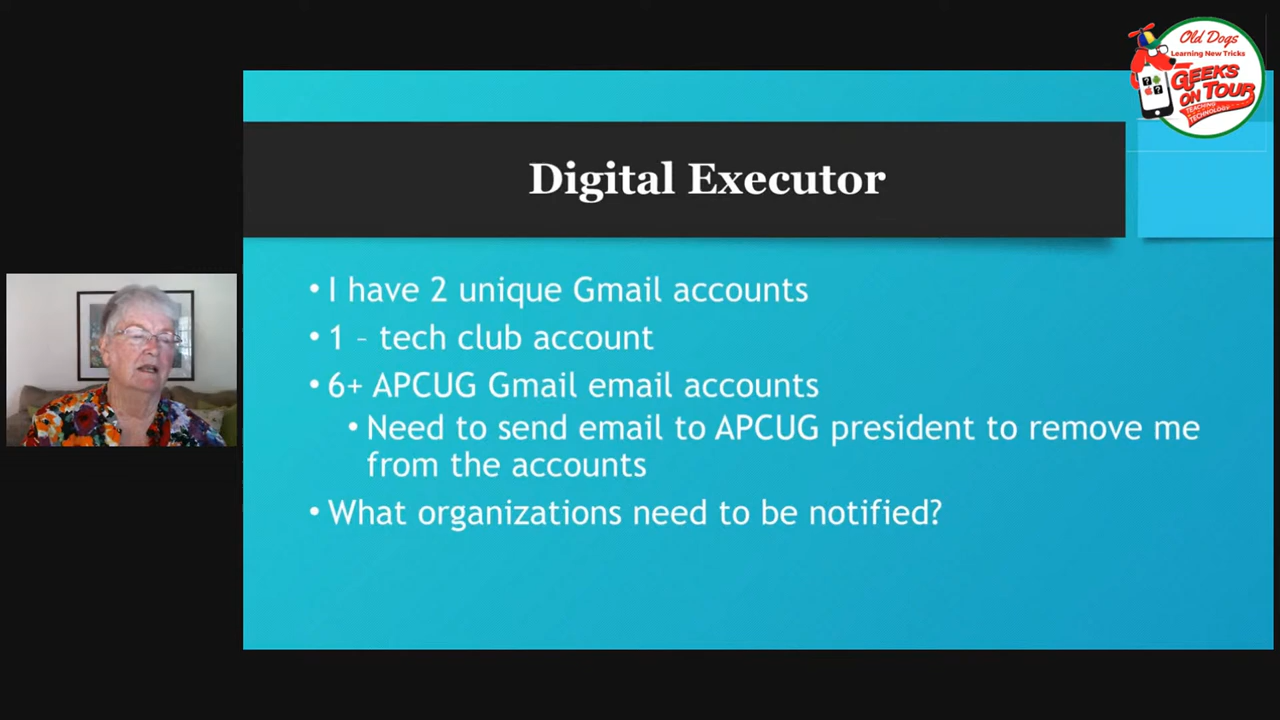 Old Dogs
Learning New Tricks
GEEKS
ON TOUR
TEACHING
TECHNOLOGY
Digital Executor
• I have 2 unique Gmail accounts
• 1 – tech club account
• 6+ APCUG Gmail email accounts
• Need to send email to APCUG president to remove me
from the accounts
• What organizations need to be notified?